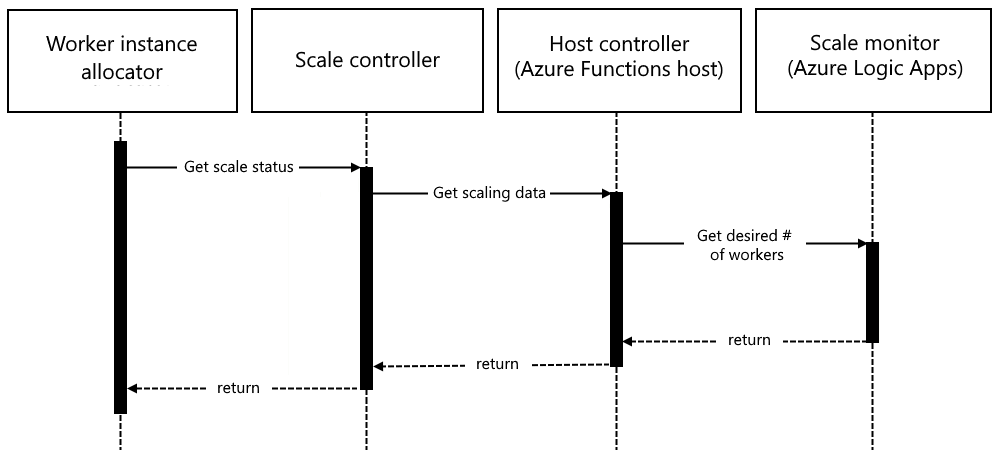 Worker instance
allocator
Scale controller
Host controller
(Azure Functions host)
Scale monitor
(Azure Logic Apps)
Get scale status
Get scaling data
Get desired #
of workers
return
return
return